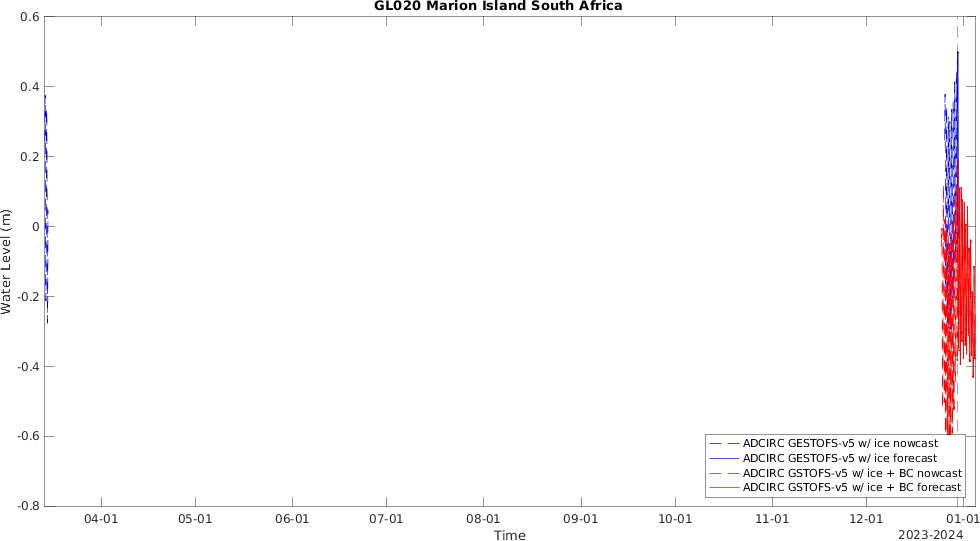 GL020 Marion Island South Africa
Water Level (m)
0.6
0.4
0.2
0
-0.2
-0.4
-0.6
-0.8
ADCIRC GESTOFS-v5 w/ ice nowcast
ADCIRC GESTOFS-v5 w/ ice forecast
ADCIRC GSTOFS-v5 w/ ice + BC nowcast
ADCIRC GSTOFS-v5 w/ ice + BC forecast
04-01 05-01 06-01 07-01 08-01 09-01 10-01 11-01 12-01 01-01
Time
2023-2024